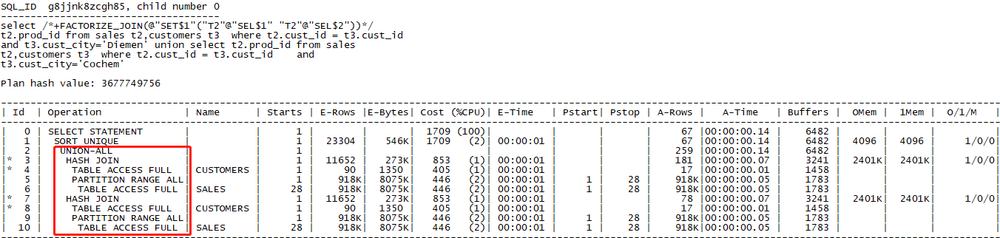 SQL_ID  g8jjnk8zcgh85, child number 0
-------------------------------------
select /*+FACTORIZE_JOIN(@"SET$1"("T2"@"SEL$1" "T2"@"SEL$2"))*/
t2.prod_id from sales t2,customers t3  where t2.cust_id = t3.cust_id
and t3.cust_city='Diemen' union select t2.prod_id from sales
t2,customers t3  where t2.cust_id = t3.cust_id    and
t3.cust_city='Cochem'
Plan hash value: 3677749756
| Id  | Operation             | Name      | Starts | E-Rows |E-Bytes| Cost (%CPU)| E-Time   | Pstart| Pstop | A-Rows |   A-Time   | Buffers |  OMem |  1Mem |  O/1/M   |
|   0 | SELECT STATEMENT      |           |      1 |        |       |  1709 (100)|          |       |       |     67 |00:00:00.14 |    6482 |       |       |          |
|   1 |  SORT UNIQUE          |           |      1 |  23304 |   546K|  1709   (2)| 00:00:01 |       |       |     67 |00:00:00.14 |    6482 |  4096 |  4096 |     1/0/0|
|   2 |   UNION-ALL           |           |      1 |        |       |            |          |       |       |    259 |00:00:00.14 |    6482 |       |       |          |
|*  3 |    HASH JOIN          |           |      1 |  11652 |   273K|   853   (1)| 00:00:01 |       |       |    181 |00:00:00.07 |    3241 |  2401K|  2401K|     1/0/0|
|*  4 |     TABLE ACCESS FULL | CUSTOMERS |      1 |     90 |  1350 |   405   (1)| 00:00:01 |       |       |     17 |00:00:00.01 |    1458 |       |       |          |
|   5 |     PARTITION RANGE ALL|          |      1 |   918K|  8075K|   446   (2)| 00:00:01 |     1 |    28 |   918K|00:00:00.05 |    1783 |       |       |          |
|   6 |      TABLE ACCESS FULL | SALES    |     28 |   918K|  8075K|   446   (2)| 00:00:01 |     1 |    28 |   918K|00:00:00.05 |    1783 |       |       |          |
|*  7 |    HASH JOIN          |           |      1 |  11652 |   273K|   853   (1)| 00:00:01 |       |       |     78 |00:00:00.07 |    3241 |  2401K|  2401K|     1/0/0|
|*  8 |     TABLE ACCESS FULL | CUSTOMERS |      1 |     90 |  1350 |   405   (1)| 00:00:01 |       |       |     17 |00:00:00.01 |    1458 |       |       |          |
|   9 |     PARTITION RANGE ALL|          |      1 |   918K|  8075K|   446   (2)| 00:00:01 |     1 |    28 |   918K|00:00:00.05 |    1783 |       |       |          |
|  10 |      TABLE ACCESS FULL | SALES    |     28 |   918K|  8075K|   446   (2)| 00:00:01 |     1 |    28 |   918K|00:00:00.05 |    1783 |       |       |          |